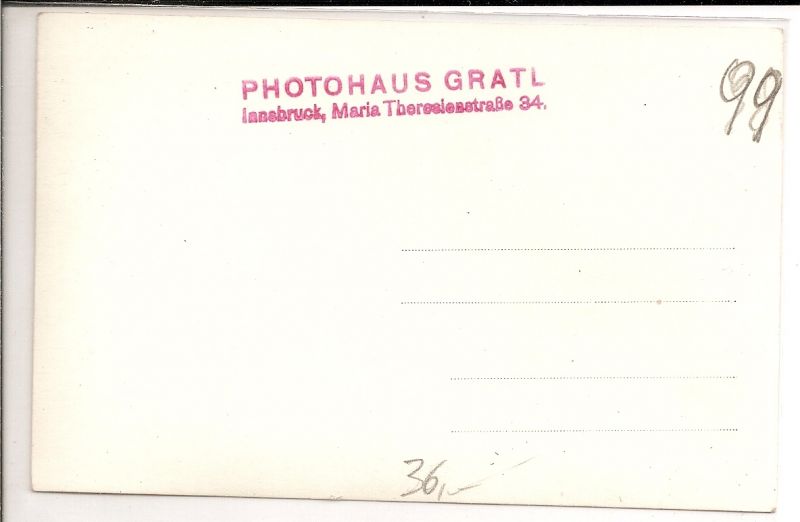 PHOTOHAUS GRATL
Innsbruck, Maria Theresienstraße 34.
99
36,-